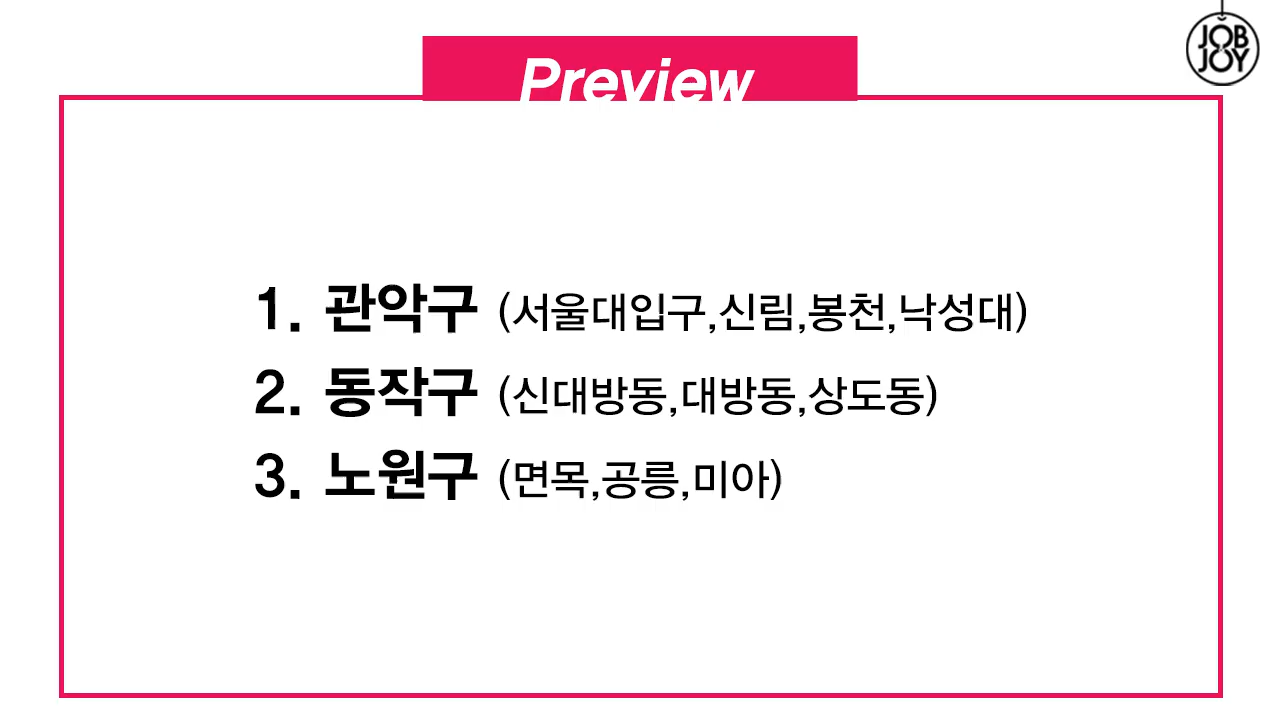 JOB
JOY
Preview
1. 관악구 (서울대입구,신림,봉천,낙성대)
2. 동작구 (신대방동,대방동,상도동)
3. 노원구 (면목,공릉,미아)